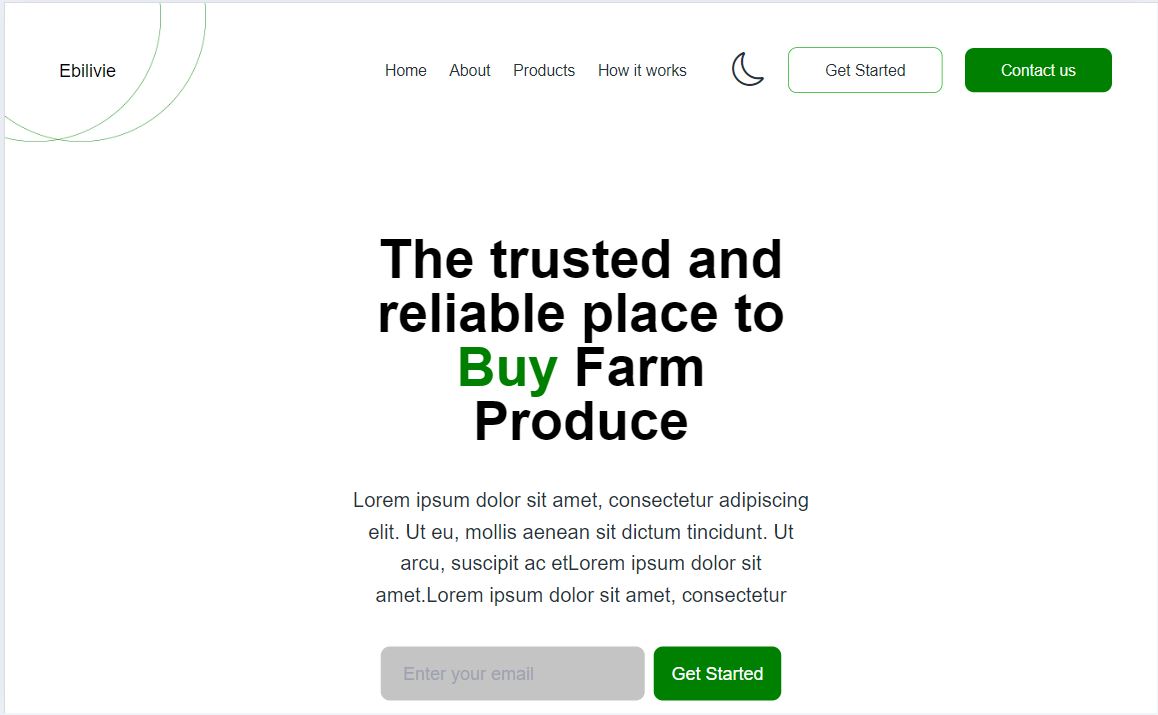 Ebilivie
Home About Products How it works Get Started Contact us
The trusted and
reliable place to
Buy Farm
Produce
Lorem ipsum dolor sit amet, consectetur adipiscing
elit. Ut eu, mollis aenean sit dictum tincidunt. Ut
arcu, suscipit ac etLorem ipsum dolor sit
amet.Lorem ipsum dolor sit amet, consectetur
Enter your email Get Started